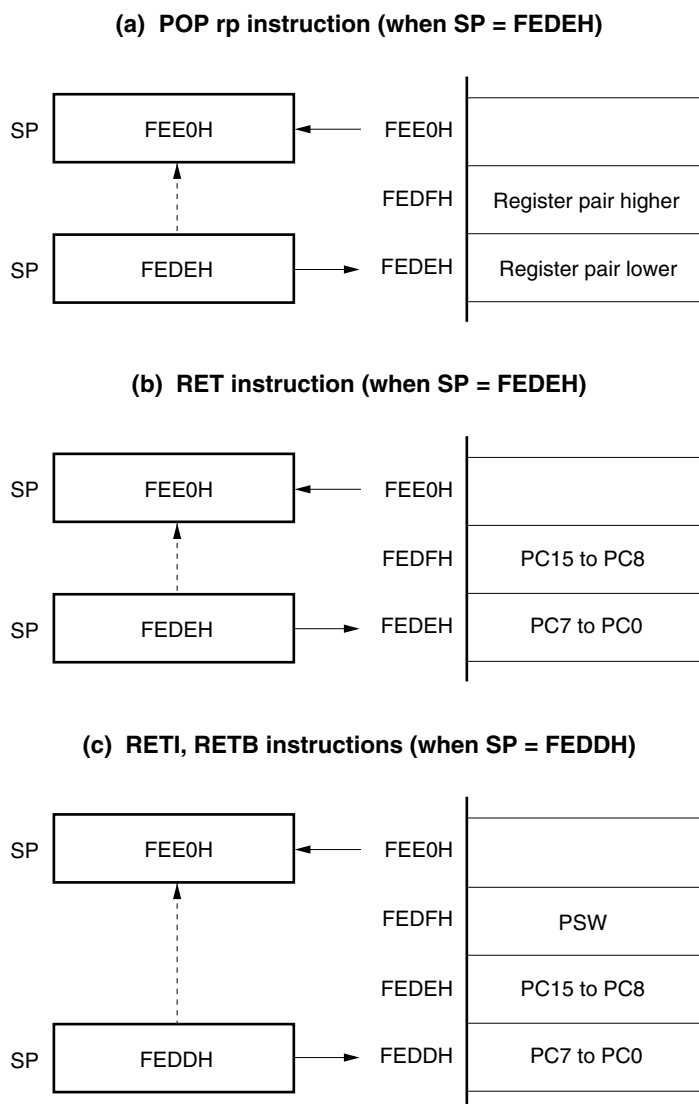 (a) POP rp instruction (when SP = FEDEH)
SP FEE0H FEE0H
FEDFH Register pair higher
SP FEDEH FEDEH Register pair lower
(b) RET instruction (when SP = FEDEH)
SP FEE0H FEE0H
FEDFH PC15 to PC8
SP FEDEH FEDEH PC7 to PC0
(c) RETI, RETB instructions (when SP = FEDDH)
SP FEE0H FEE0H
FEDFH PSW
FEDEH PC15 to PC8
SP FEDDH FEDDH PC7 to PC0